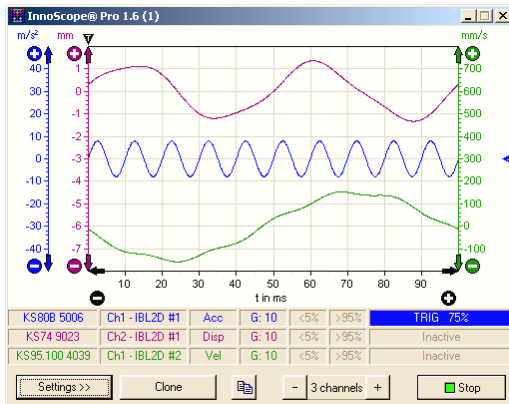 InnoScope® Pro 1.6 (1)
m/s² mm mm/s
40 1 700
30 0 600
20 -1 500
10 -2 400
0 -3 300
-10 -4 200
-20 -5 100
-30 -6 0
-40 -7 -100
10 20 30 40 50 60 70 80 90
t in ms
KS80B 5006 Ch1 - IBL2D #1 Acc G: 10 <5% >95% TRIG 75%
KS74 9023 Ch2 - IBL2D #1 Disp G: 10 <5% >95% Inactive
KS95.100 4039 Ch1 - IBL2D #2 Vel G: 10 <5% >95% Inactive
Settings >> Clone - 3 channels + Stop